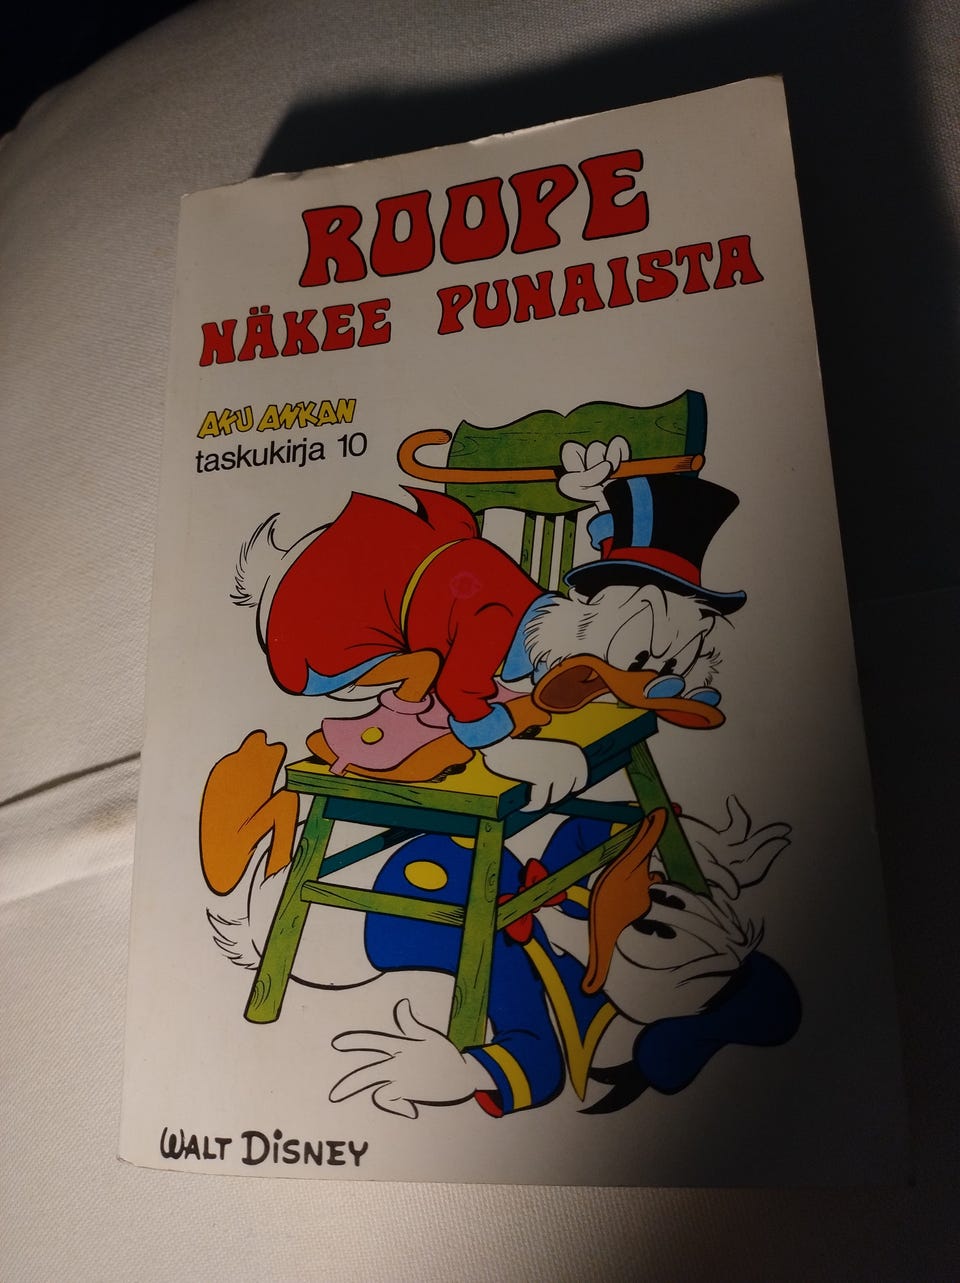 ROOPE
NÄKEE PUNAISTA
AKU ANKAN
taskukirja 10
WALT DISNEY